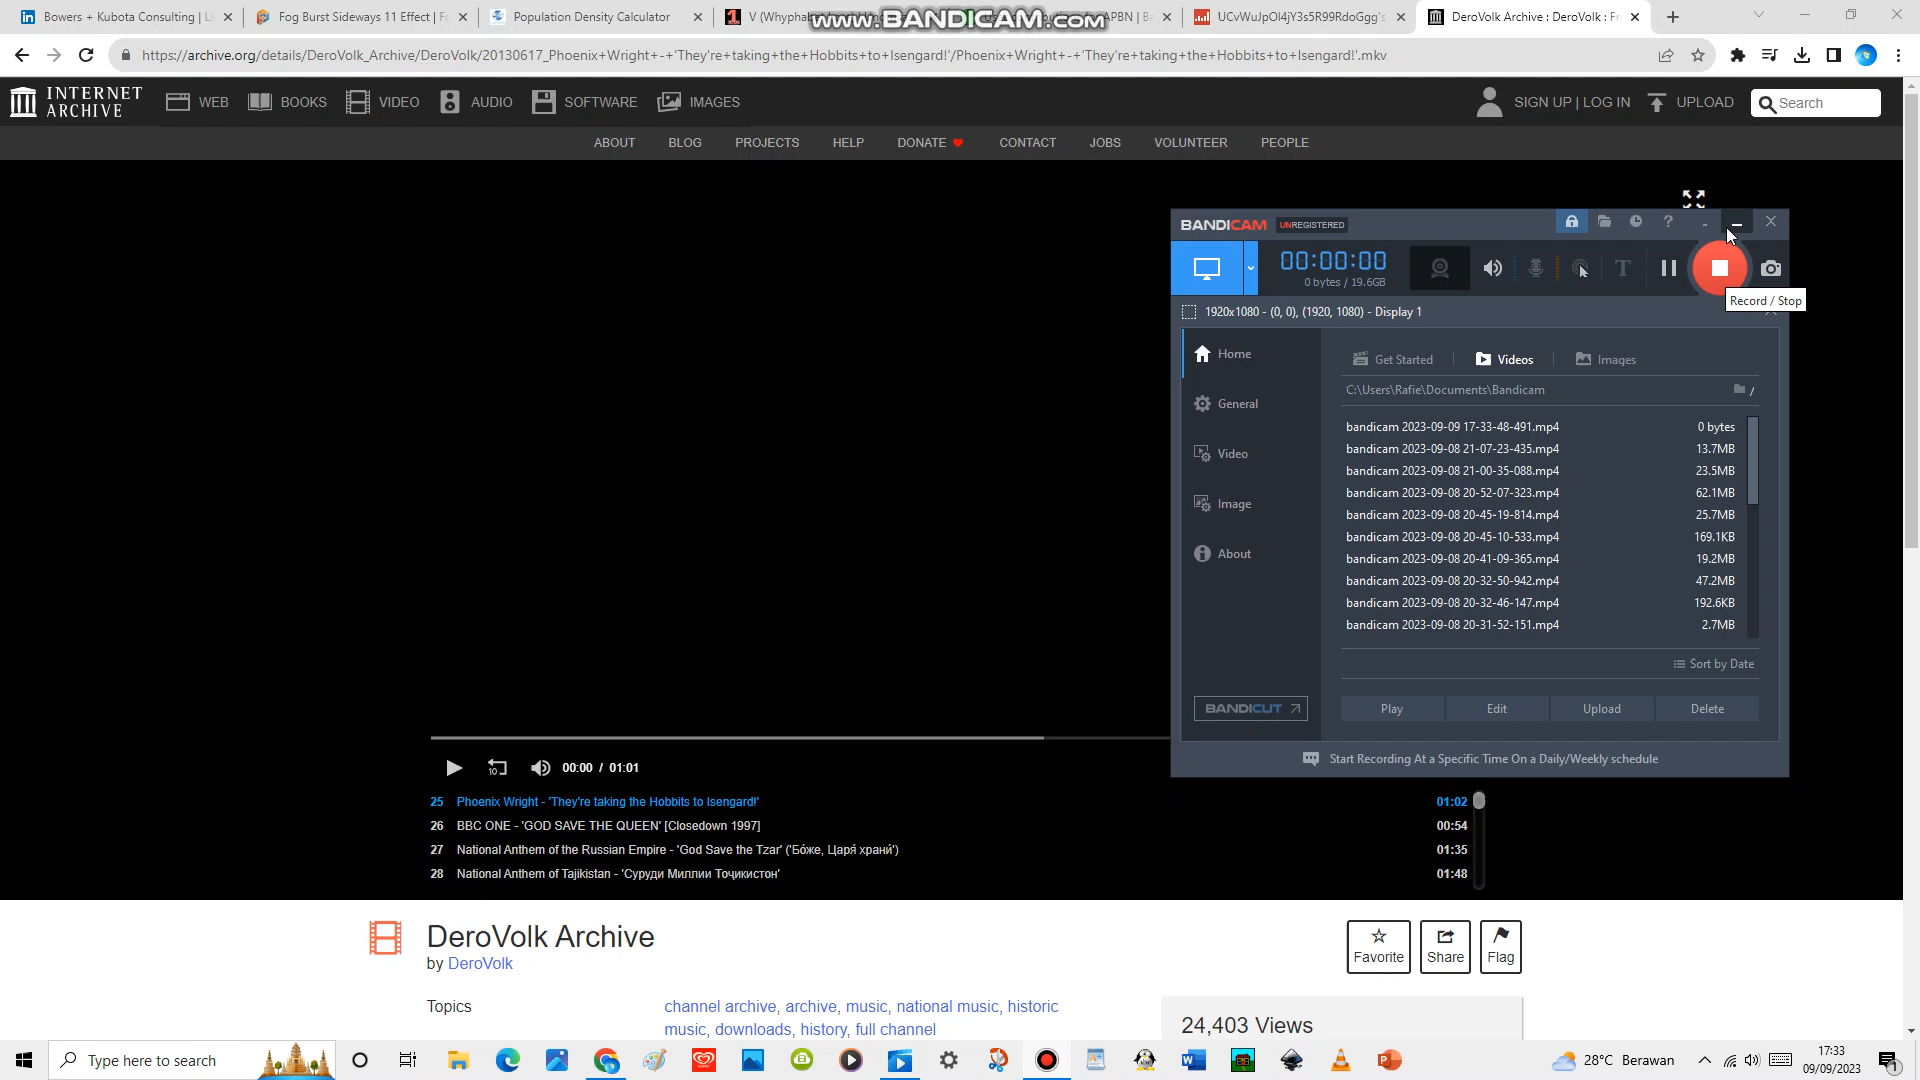 Bowers + Kubota Consulting | Li
Fog Burst Sideways 11 Effect | Fo
Population Density Calculator
V (Whyphab
APBN | Ba
UCvWuJpOl4jY3s5R99RdoGgg's
DeroVolk Archive : DeroVolk : Fr
www.BANDICAM.com
https://archive.org/details/DeroVolk_Archive/DeroVolk/20130617_Phoenix+Wright+-+'They're+taking+the+Hobbits+to+Isengard!'/Phoenix+Wright+-+'They're+taking+the+Hobbits+to+Isengard!'.mkv
INTERNET ARCHIVE
WEB
BOOKS
VIDEO
AUDIO
SOFTWARE
IMAGES
SIGN UP | LOG IN
UPLOAD
Search
ABOUT
BLOG
PROJECTS
HELP
DONATE
CONTACT
JOBS
VOLUNTEER
PEOPLE
BANDICAM
UNREGISTERED
00:00:00
0 bytes / 19.6GB
Record / Stop
1920x1080 - (0, 0), (1920, 1080) - Display 1
Home
General
Video
Image
About
BANDICUT
Get Started
Videos
Images
C:\Users\Rafie\Documents\Bandicam
bandicam 2023-09-09 17-33-48-491.mp4 0 bytes
bandicam 2023-09-08 21-07-23-435.mp4 13.7MB
bandicam 2023-09-08 21-00-35-088.mp4 23.5MB
bandicam 2023-09-08 20-52-07-323.mp4 62.1MB
bandicam 2023-09-08 20-45-19-814.mp4 25.7MB
bandicam 2023-09-08 20-45-10-533.mp4 169.1KB
bandicam 2023-09-08 20-41-09-365.mp4 19.2MB
bandicam 2023-09-08 20-32-50-942.mp4 47.2MB
bandicam 2023-09-08 20-32-46-147.mp4 192.6KB
bandicam 2023-09-08 20-31-52-151.mp4 2.7MB
Sort by Date
Play
Edit
Upload
Delete
Start Recording At a Specific Time On a Daily/Weekly schedule
10
00:00 / 01:01
25 Phoenix Wright - 'They're taking the Hobbits to Isengard!' 01:02
26 BBC ONE - 'GOD SAVE THE QUEEN' [Closedown 1997] 00:54
27 National Anthem of the Russian Empire - 'God Save the Tzar' ('Бо́же, Царя́ храни́') 01:35
28 National Anthem of Tajikistan - 'Суруди Миллии Тоҷикистон' 01:48
DeroVolk Archive
by DeroVolk
Favorite
Share
Flag
Topics
channel archive, archive, music, national music, historic
music, downloads, history, full channel
24,403 Views
Type here to search
28°C Berawan
17:33
09/09/2023
1